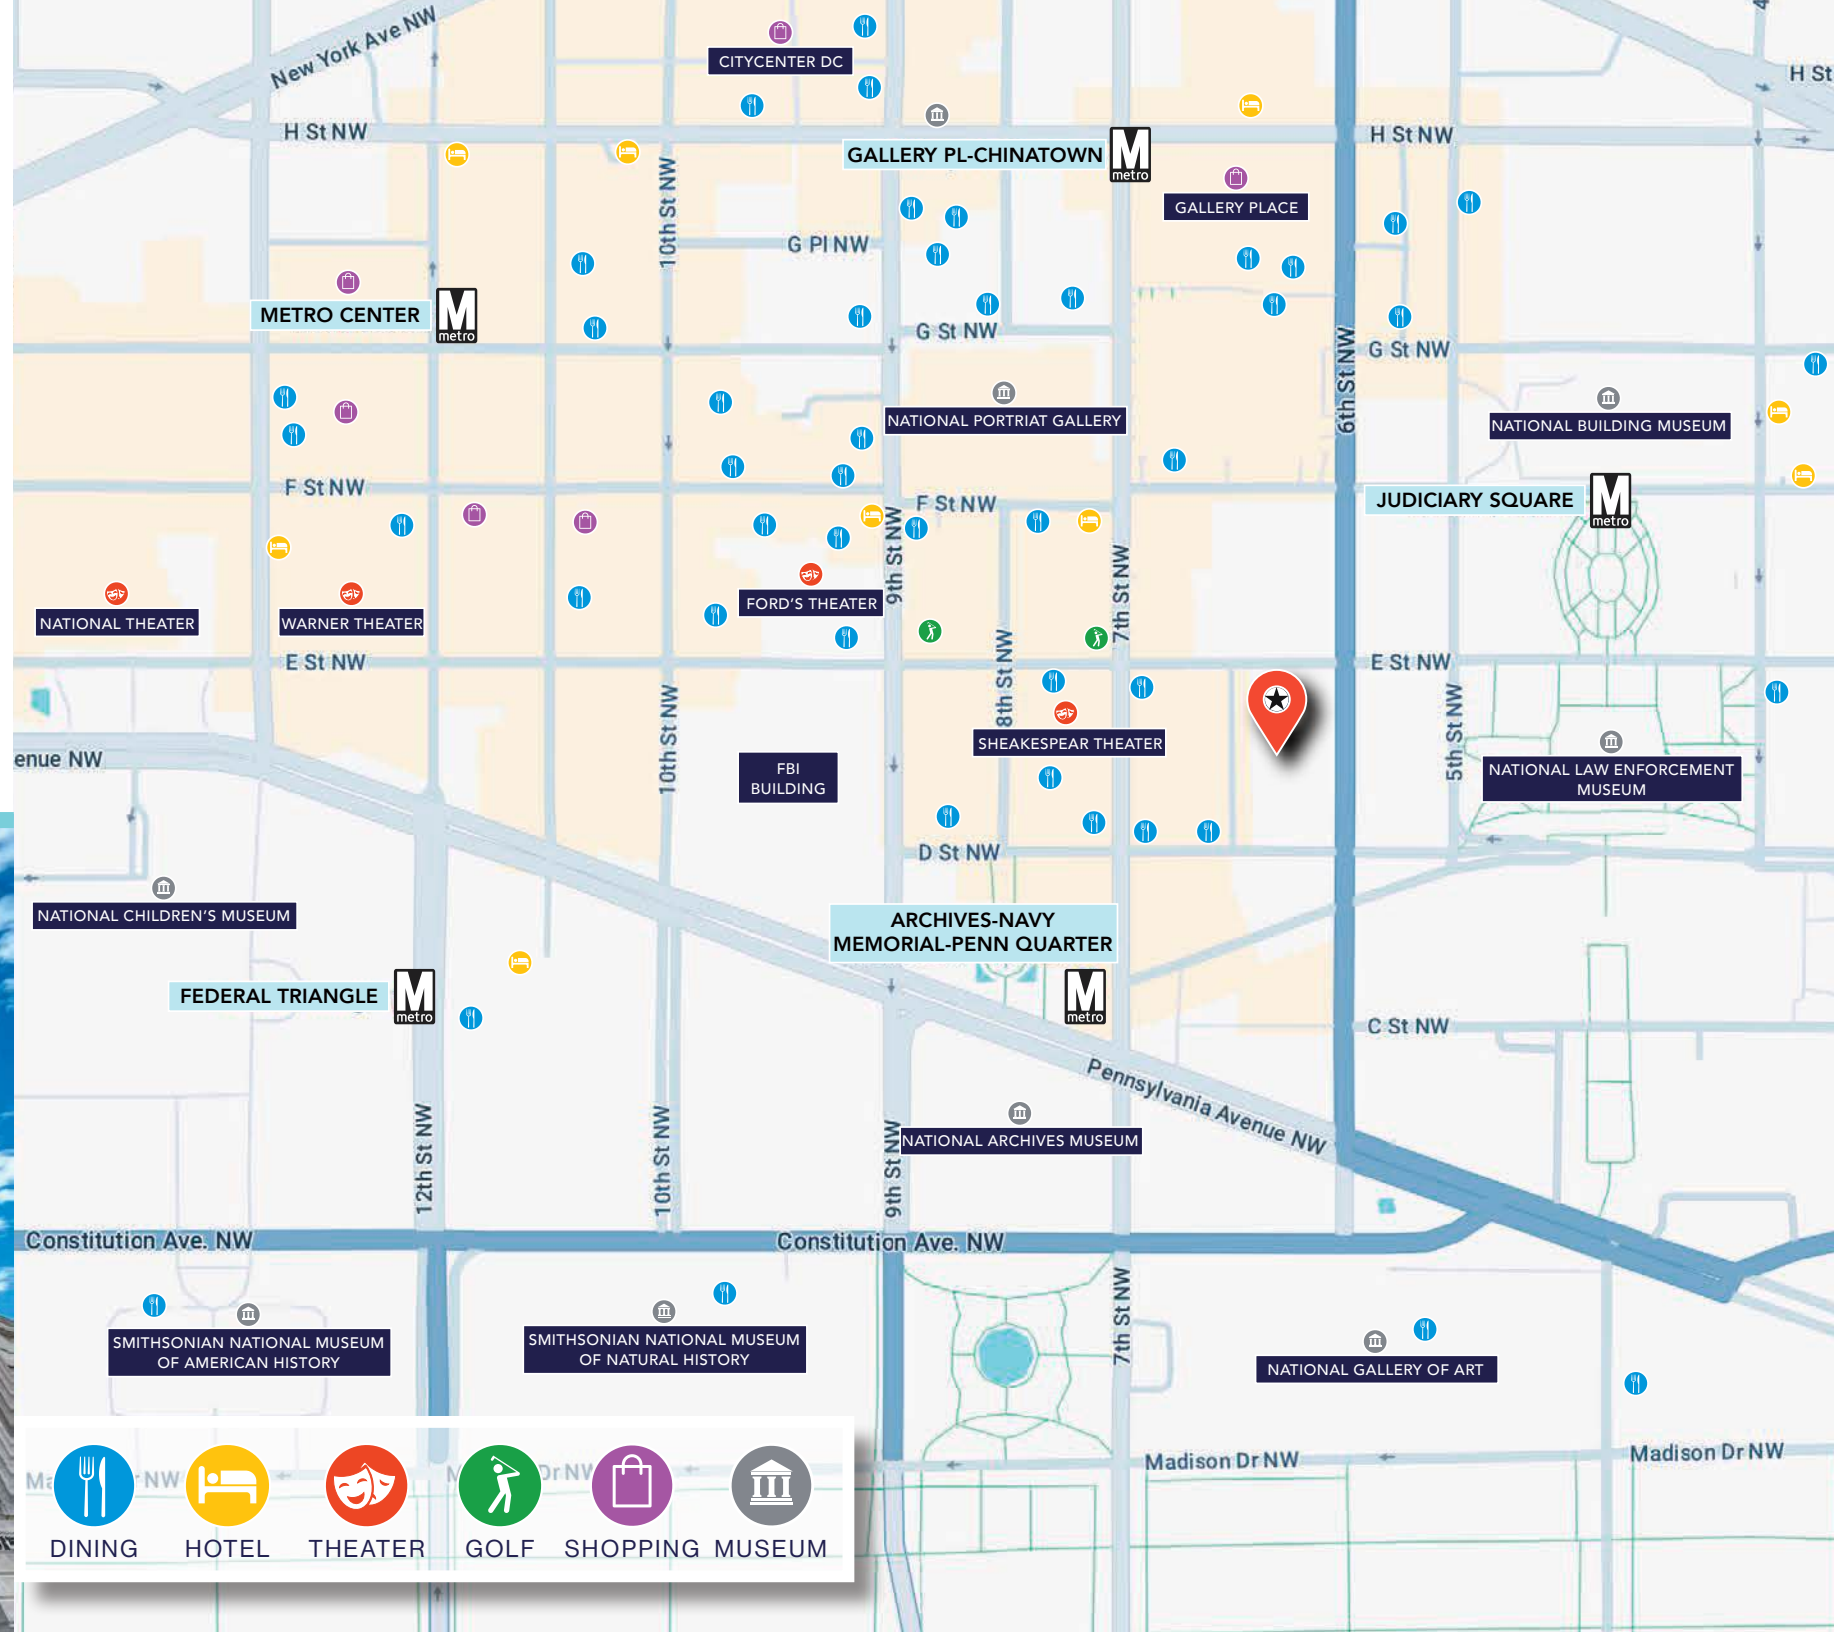 New York Ave NW
CITYCENTER DC
H St
H St NW
GALLERY PL-CHINATOWN
M
metro
H St NW
GALLERY PLACE
10th St NW
G Pl NW
METRO CENTER
M
metro
G St NW
G St NW
6th St NW
NATIONAL PORTRIAT GALLERY
NATIONAL BUILDING MUSEUM
F St NW
F St NW
JUDICIARY SQUARE
M
metro
9th St NW
7th St NW
NATIONAL THEATER
WARNER THEATER
FORD'S THEATER
E St NW
E St NW
8th St NW
10th St NW
5th St NW
SHEAKESPEAR THEATER
enue NW
FBI
BUILDING
NATIONAL LAW ENFORCEMENT
MUSEUM
D St NW
NATIONAL CHILDREN'S MUSEUM
ARCHIVES-NAVY
MEMORIAL-PENN QUARTER
M
metro
FEDERAL TRIANGLE
M
metro
C St NW
Pennsylvania Avenue NW
12th St NW
10th St NW
9th St NW
NATIONAL ARCHIVES MUSEUM
Constitution Ave. NW
Constitution Ave. NW
7th St NW
SMITHSONIAN NATIONAL MUSEUM
OF AMERICAN HISTORY
SMITHSONIAN NATIONAL MUSEUM
OF NATURAL HISTORY
NATIONAL GALLERY OF ART
Madison Dr NW
Madison Dr NW
NW
Dr NW
DINING
HOTEL
THEATER
GOLF
SHOPPING
MUSEUM